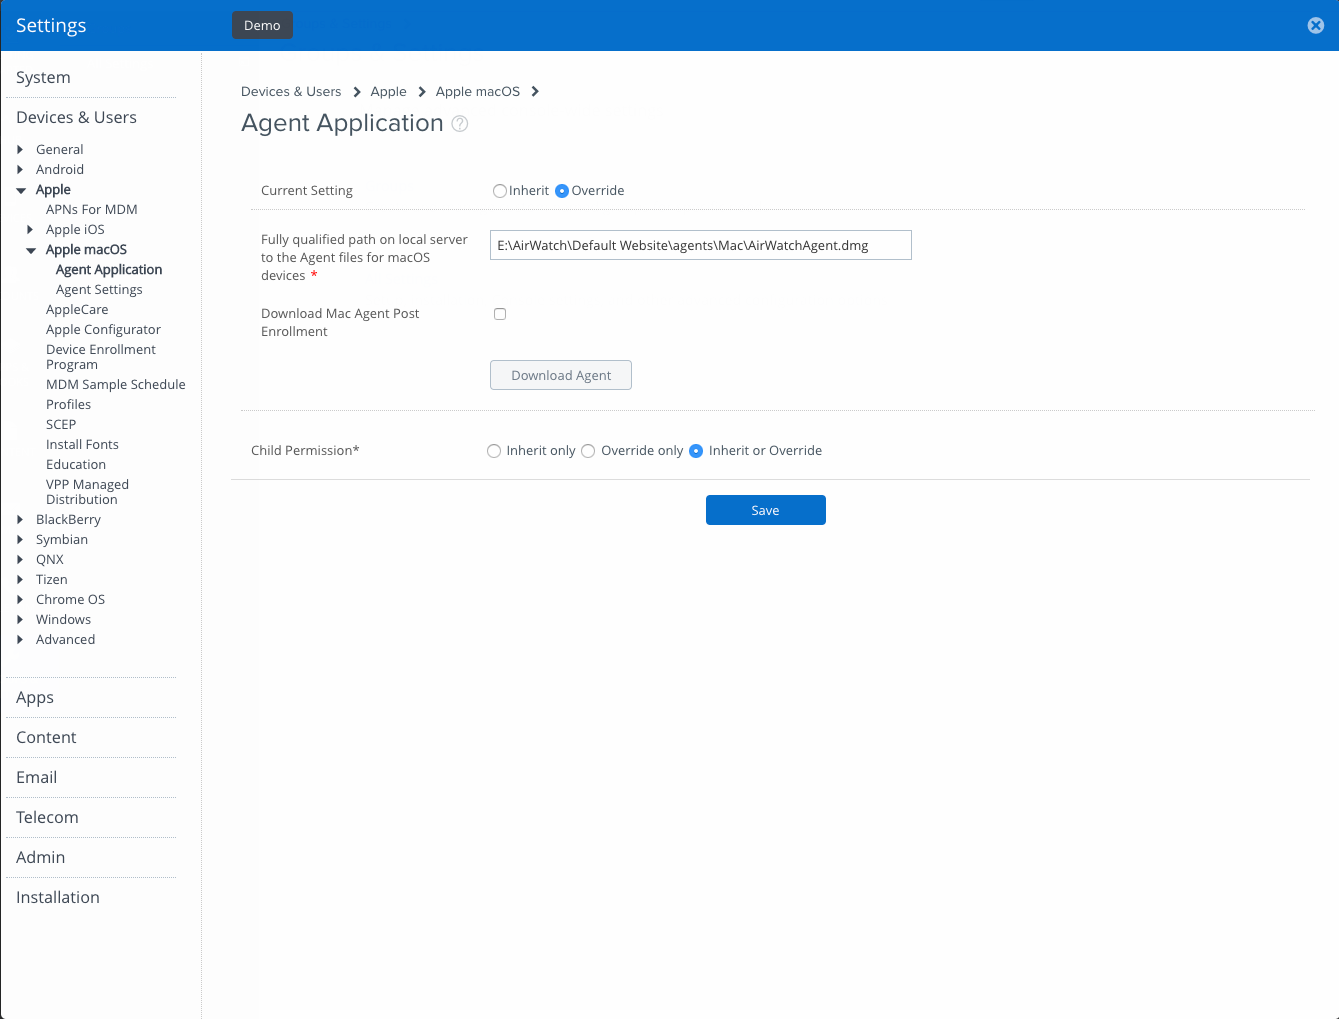 Settings
Demo
System
Devices & Users
General
Android
Apple
APNs For MDM
Apple iOS
Apple macOS
Agent Application
Agent Settings
AppleCare
Apple Configurator
Device Enrollment
Program
MDM Sample Schedule
Profiles
SCEP
Install Fonts
Education
VPP Managed
Distribution
BlackBerry
Symbian
QNX
Tizen
Chrome OS
Windows
Advanced
Apps
Content
Email
Telecom
Admin
Installation
Devices & Users > Apple > Apple macOS >
Agent Application ?
Current Setting Inherit Override
Fully qualified path on local server
to the Agent files for macOS
devices *
E:\AirWatch\Default Website\agents\Mac\AirWatchAgent.dmg
Download Mac Agent Post
Enrollment
Download Agent
Child Permission* Inherit only Override only Inherit or Override
Save